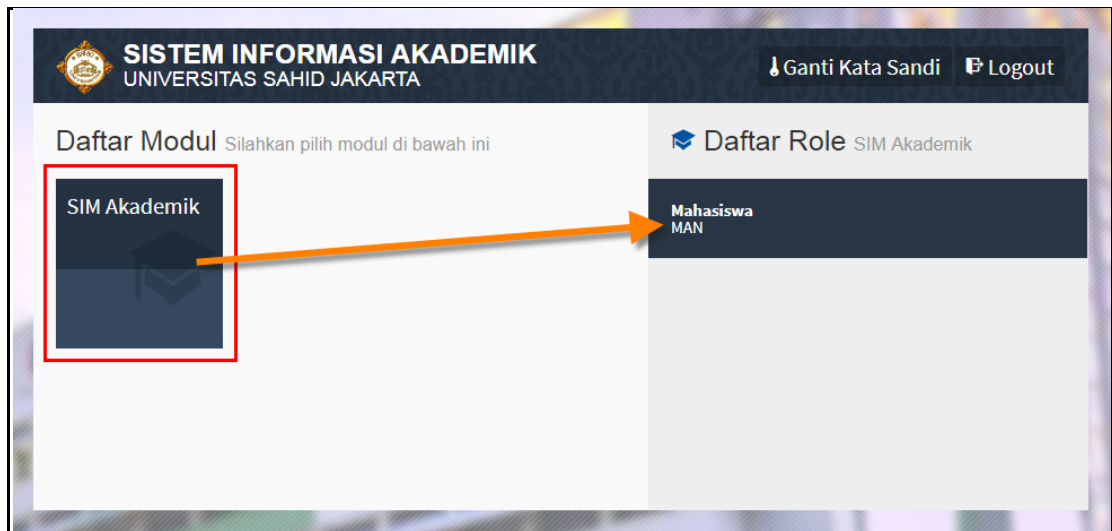 SISTEM INFORMASI AKADEMIK
UNIVERSITAS SAHID JAKARTA
Ganti Kata Sandi Logout
Daftar Modul Silahkan pilih modul di bawah ini
Daftar Role SIM Akademik
SIM Akademik
Mahasiswa
MAN